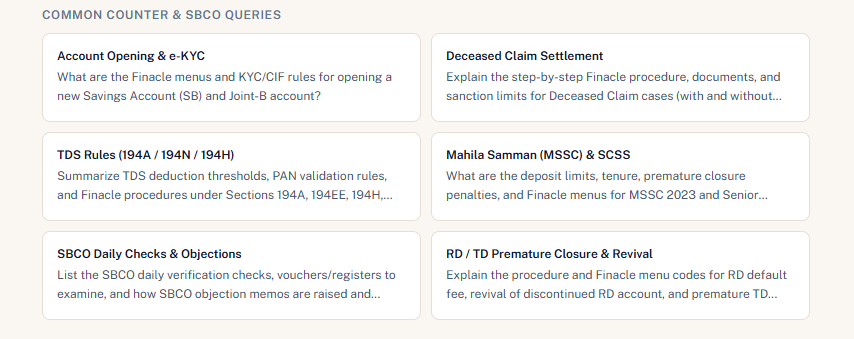 COMMON COUNTER & SBCO QUERIES
Account Opening & e-KYC
What are the Finacle menus and KYC/CIF rules for opening a
new Savings Account (SB) and Joint-B account?
Deceased Claim Settlement
Explain the step-by-step Finacle procedure, documents, and
sanction limits for Deceased Claim cases (with and without...
TDS Rules (194A / 194N / 194H)
Summarize TDS deduction thresholds, PAN validation rules,
and Finacle procedures under Sections 194A, 194EE, 194H,...
Mahila Samman (MSSC) & SCSS
What are the deposit limits, tenure, premature closure
penalties, and Finacle menus for MSSC 2023 and Senior...
SBCO Daily Checks & Objections
List the SBCO daily verification checks, vouchers/registers to
examine, and how SBCO objection memos are raised and...
RD / TD Premature Closure & Revival
Explain the procedure and Finacle menu codes for RD default
fee, revival of discontinued RD account, and premature TD...